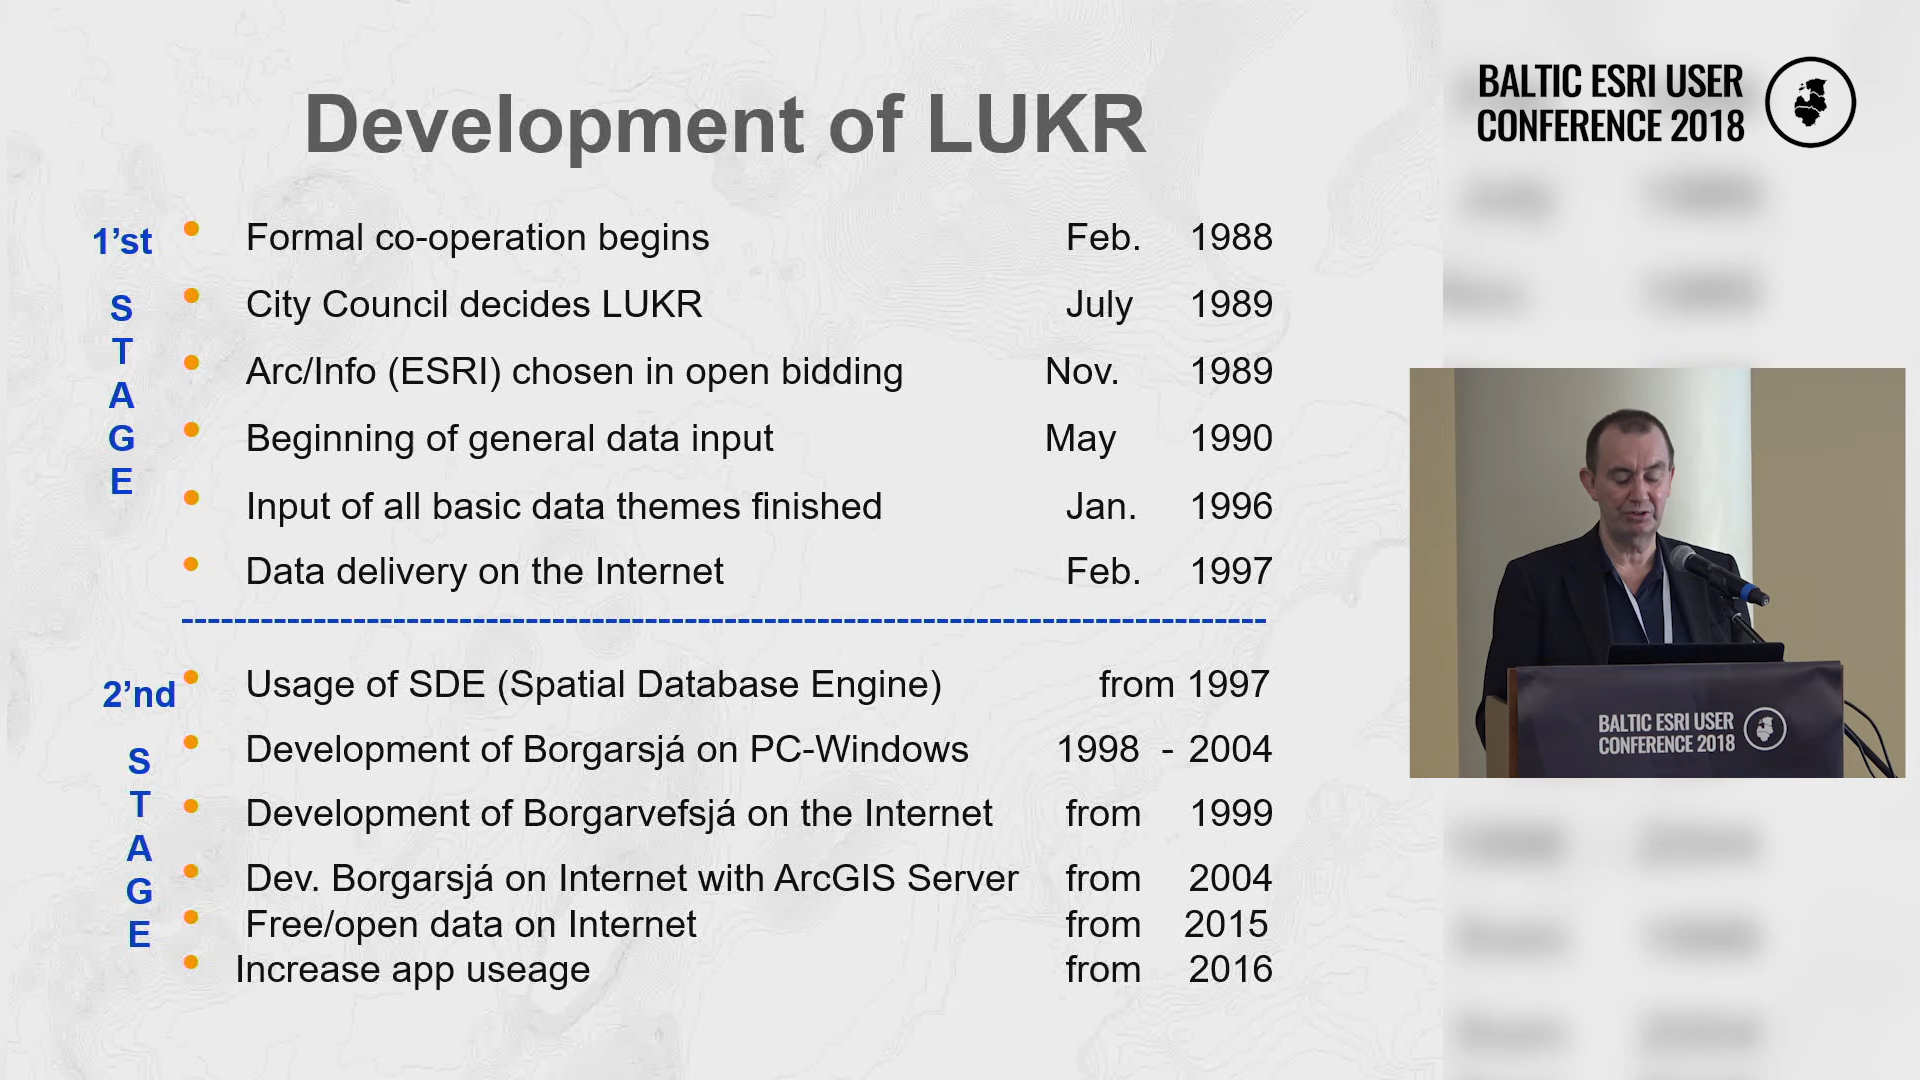 Development of LUKR
BALTIC ESRI USER
CONFERENCE 2018
1’st
STAGE
Formal co-operation begins Feb. 1988
City Council decides LUKR July 1989
Arc/Info (ESRI) chosen in open bidding Nov. 1989
Beginning of general data input May 1990
Input of all basic data themes finished Jan. 1996
Data delivery on the Internet Feb. 1997
2’nd
STAGE
Usage of SDE (Spatial Database Engine) from 1997
Development of Borgarsjá on PC-Windows 1998 - 2004
Development of Borgarvefsjá on the Internet from 1999
Dev. Borgarsjá on Internet with ArcGIS Server from 2004
Free/open data on Internet from 2015
Increase app useage from 2016
BALTIC ESRI USER
CONFERENCE 2018